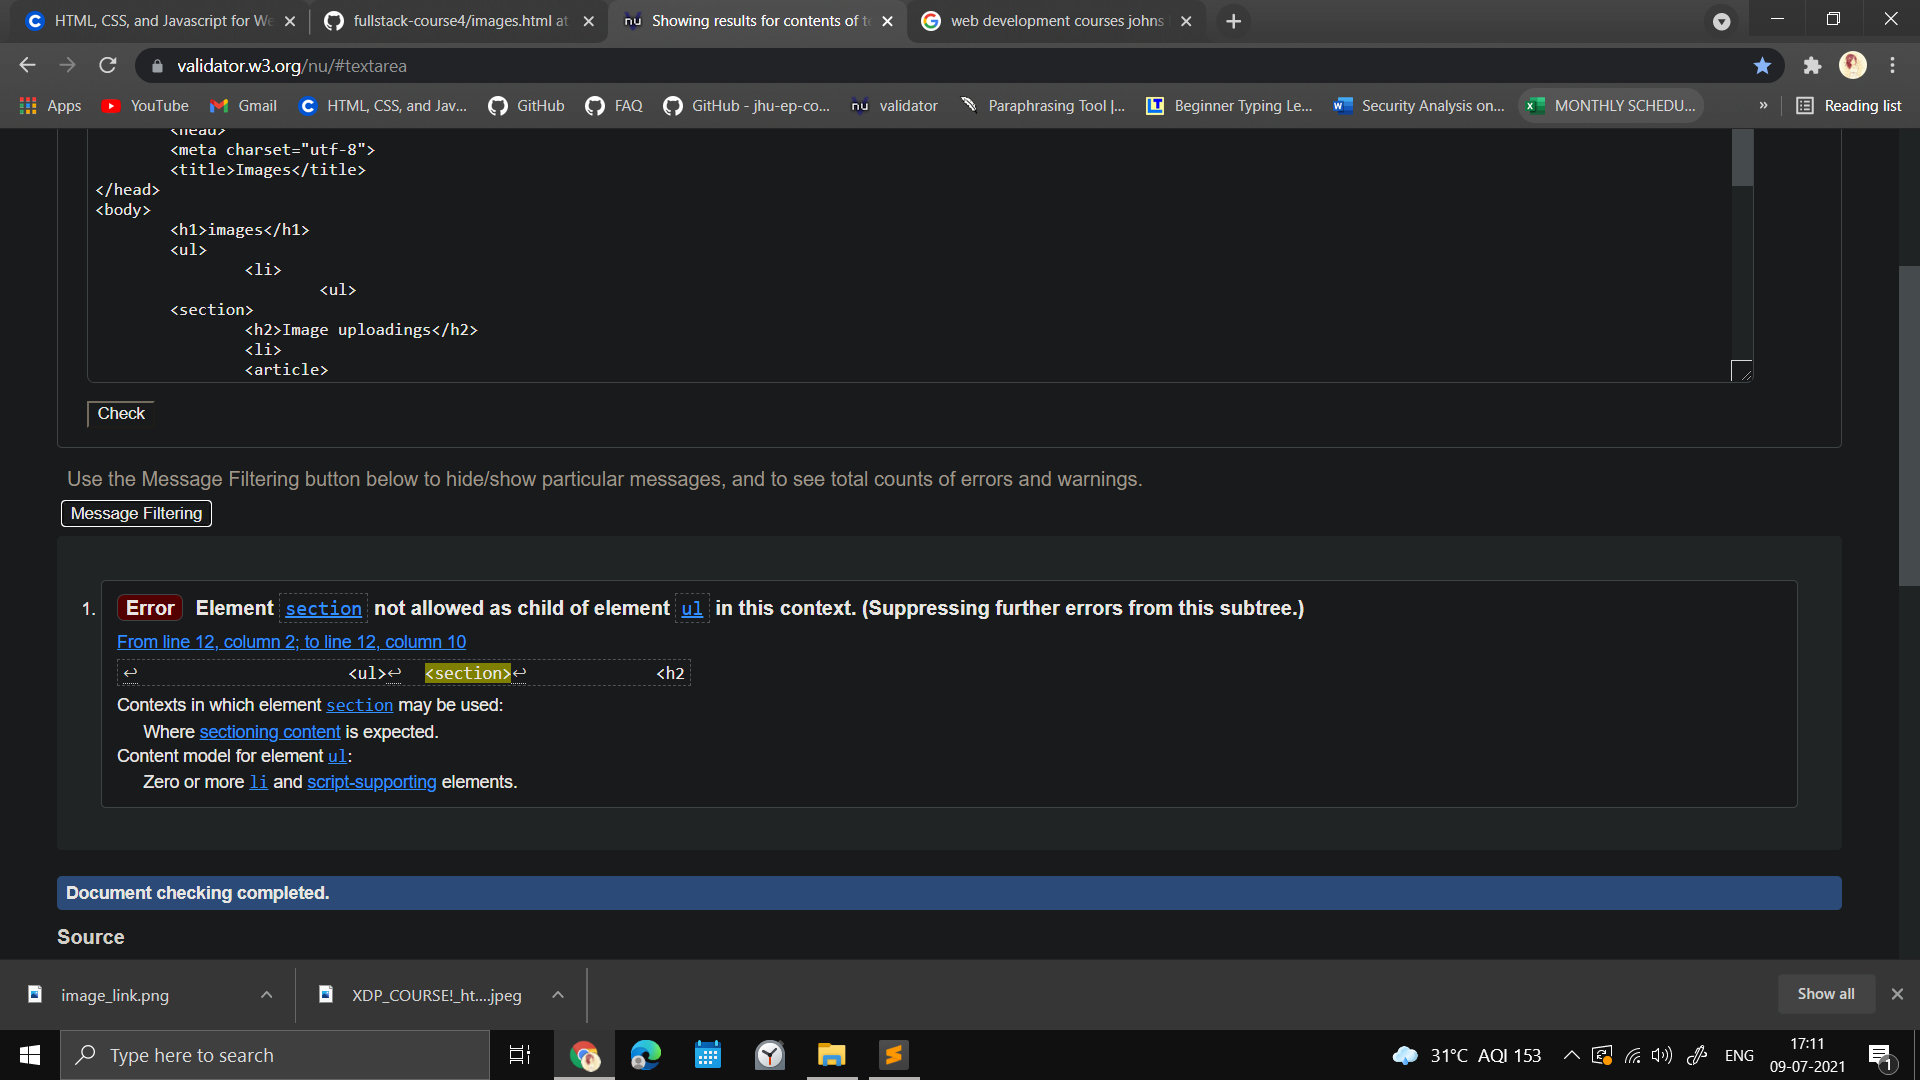 HTML, CSS, and Javascript for We
fullstack-course4/images.html at
Showing results for contents of te
web development courses johns
validator.w3.org/nu/#textarea
Apps YouTube Gmail HTML, CSS, and Jav... GitHub FAQ GitHub - jhu-ep-co... validator Paraphrasing Tool |... Beginner Typing Le... Security Analysis on... MONTHLY SCHEDU... » Reading list
<head>
<meta charset="utf-8">
<title>Images</title>
</head>
<body>
<h1>images</h1>
<ul>
<li>
<ul>
<section>
<h2>Image uploadings</h2>
<li>
<article>
Check
Use the Message Filtering button below to hide/show particular messages, and to see total counts of errors and warnings.
Message Filtering
1. Error Element section not allowed as child of element ul in this context. (Suppressing further errors from this subtree.)
From line 12, column 2; to line 12, column 10
↩ <ul>↩ <section>↩ <h2
Contexts in which element section may be used:
Where sectioning content is expected.
Content model for element ul:
Zero or more li and script-supporting elements.
Document checking completed.
Source
image_link.png
XDP_COURSE!_ht....jpeg
Show all
Type here to search
31°C AQI 153
ENG
17:11
09-07-2021
1